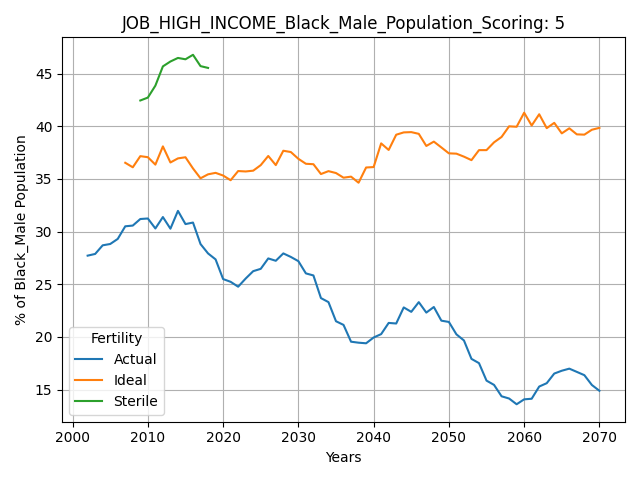 JOB_HIGH_INCOME_Black_Male_Population_Scoring: 5
% of Black_Male Population
45
40
35
30
25
20
15
Fertility
Actual
Ideal
Sterile
2000 2010 2020 2030 2040 2050 2060 2070
Years